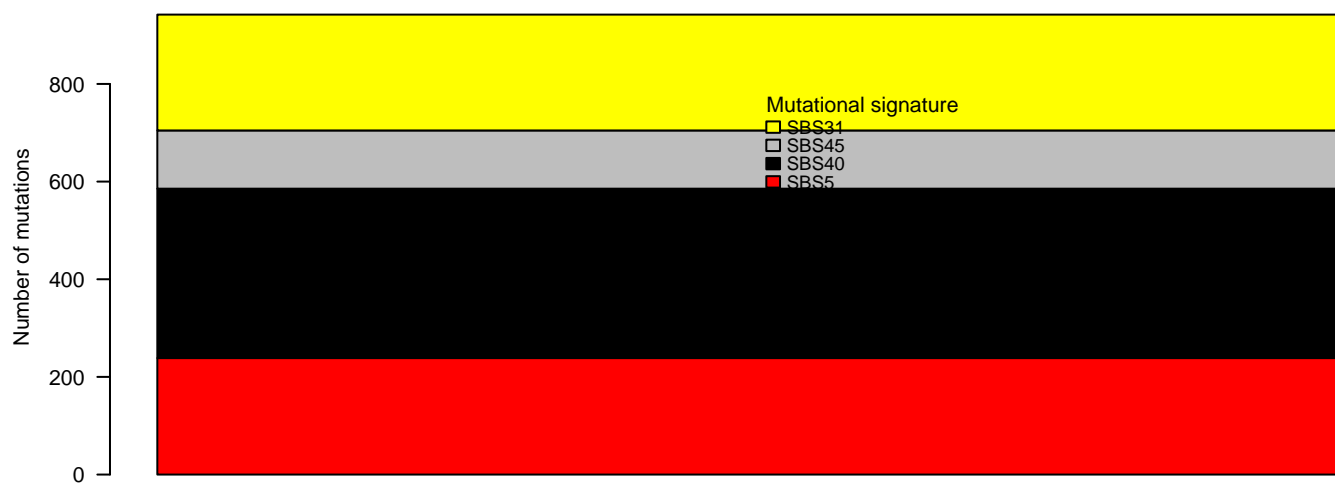 Number of mutations
800
600
400
200
0
Mutational signature
SBS31
SBS45
SBS40
SBS5